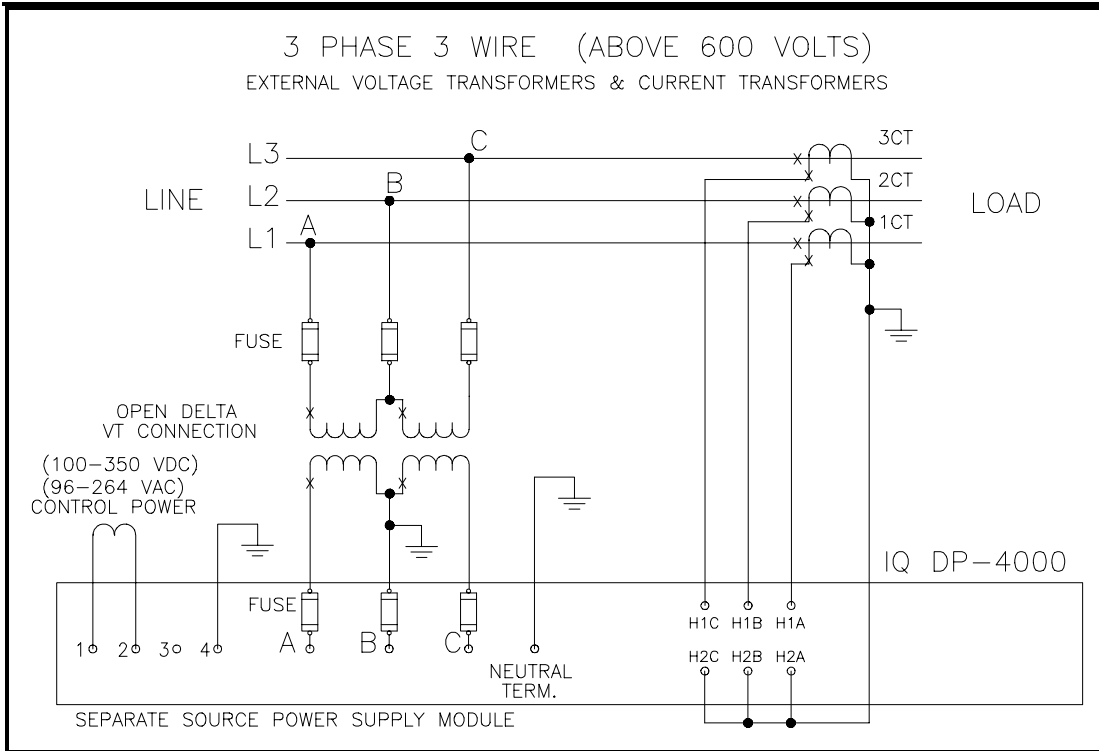 3 PHASE 3 WIRE (ABOVE 600 VOLTS)
EXTERNAL VOLTAGE TRANSFORMERS & CURRENT TRANSFORMERS
C
L3
3CT
B
2CT
LINE
L2
LOAD
A
1CT
L1
FUSE
OPEN DELTA
VT CONNECTION
(100-350 VDC)
(96-264 VAC)
CONTROL POWER
IQ DP-4000
FUSE
H1C H1B H1A
1 2 3 4 A B C
H2C H2B H2A
NEUTRAL
TERM.
SEPARATE SOURCE POWER SUPPLY MODULE